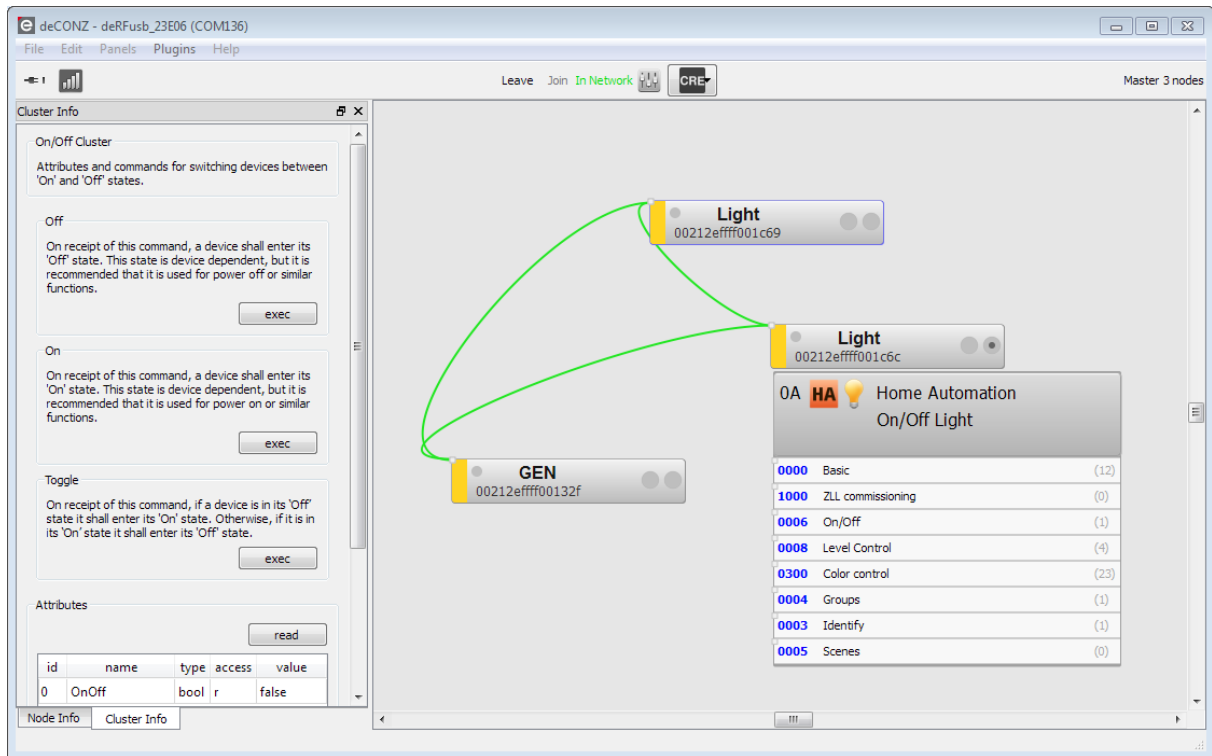 deCONZ - deRFusb_23E06 (COM136)
File Edit Panels Plugins Help
Leave Join In Network CRE Master 3 nodes
Cluster Info
On/Off Cluster
Attributes and commands for switching devices between
'On' and 'Off' states.
Off
On receipt of this command, a device shall enter its
'Off' state. This state is device dependent, but it is
recommended that it is used for power off or similar
functions.
exec
On
On receipt of this command, a device shall enter its
'On' state. This state is device dependent, but it is
recommended that it is used for power on or similar
functions.
exec
Toggle
On receipt of this command, if a device is in its 'Off'
state it shall enter its 'On' state. Otherwise, if it is in
its 'On' state it shall enter its 'Off' state.
exec
Attributes
read
id name type access value
0 OnOff bool r false
Node Info Cluster Info
Light
00212effff001c69
Light
00212effff001c6c
0A HA Home Automation
On/Off Light
0000 Basic (12)
1000 ZLL commissioning (0)
0006 On/Off (1)
0008 Level Control (4)
0300 Color control (23)
0004 Groups (1)
0003 Identify (1)
0005 Scenes (0)
GEN
00212effff00132f